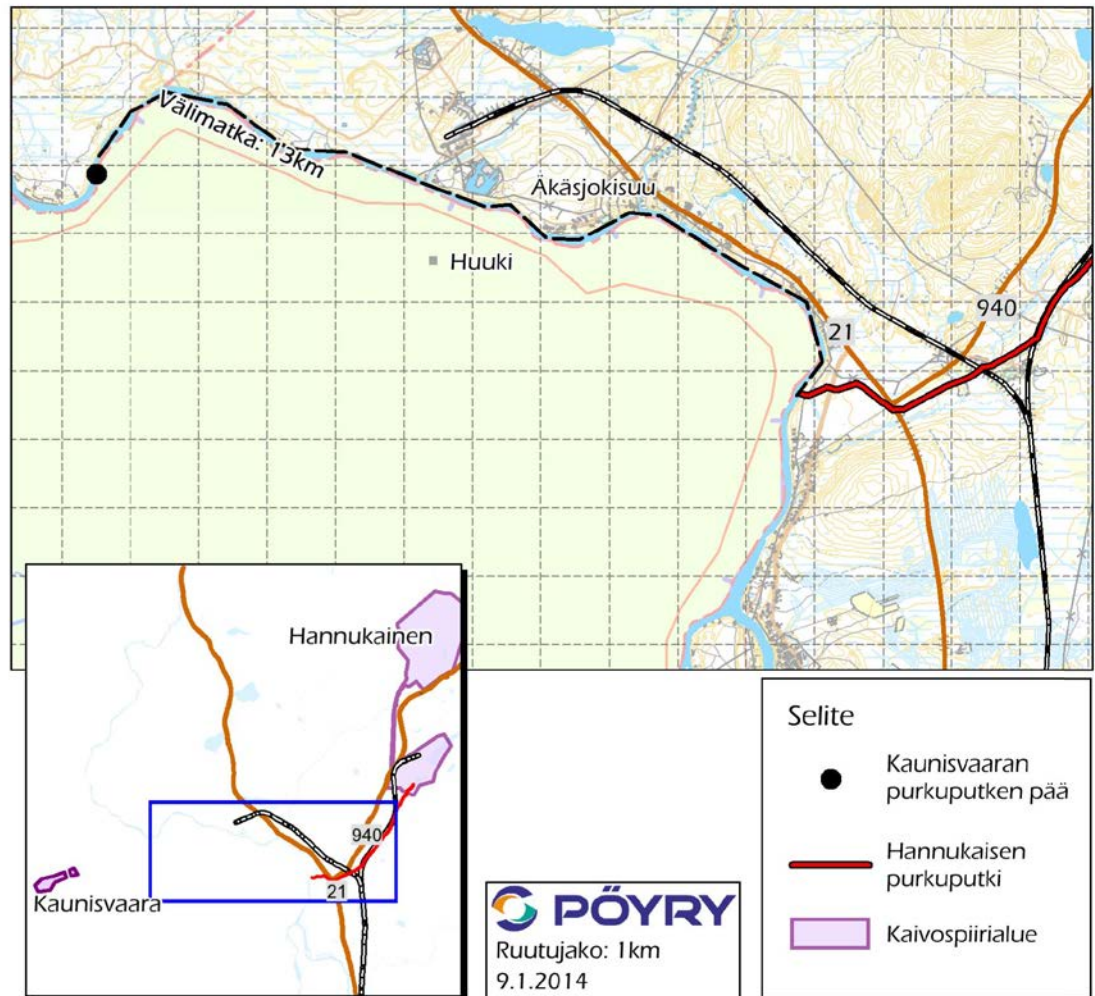 Välimatka: 13km
Äkäsjokisuu
Huuki
21
940
Hannukainen
940
21
Kaunisvaara
PÖYRY
Ruutujako: 1km
9.1.2014
Selite
Kaunisvaaran
purkuputken pää
Hannukaisen
purkuputki
Kaivospiirialue